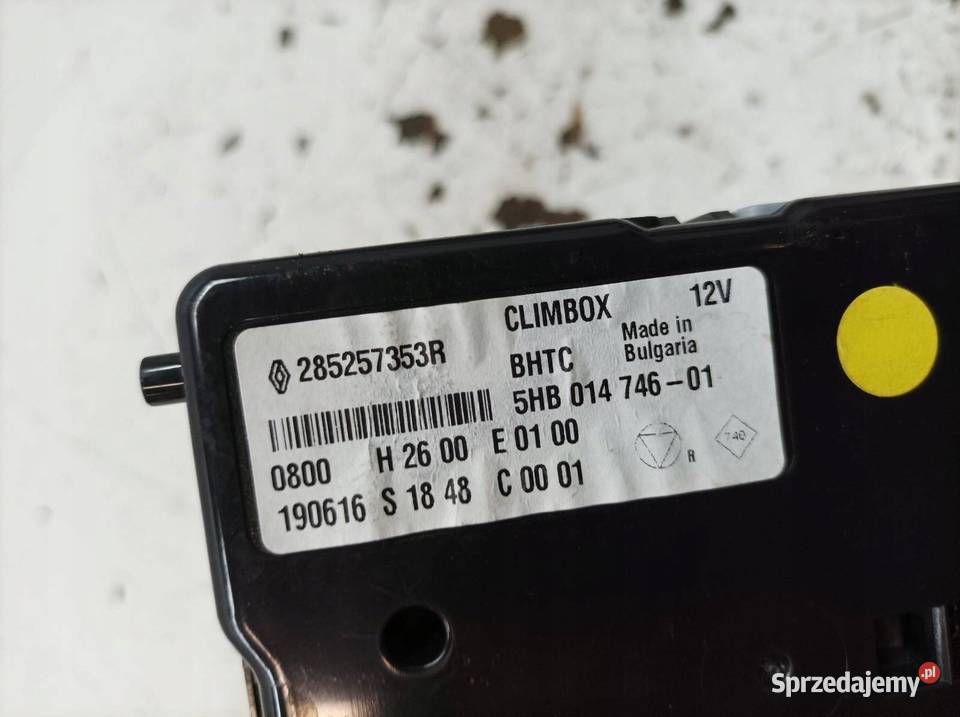 CLIMBOX 12V
285257353R
BHTC
Made in
Bulgaria
5HB 014 746-01
0800 H 26 00 E 01 00
190616 S 18 48 C 00 01
R
740
Sprzedajemy.pl